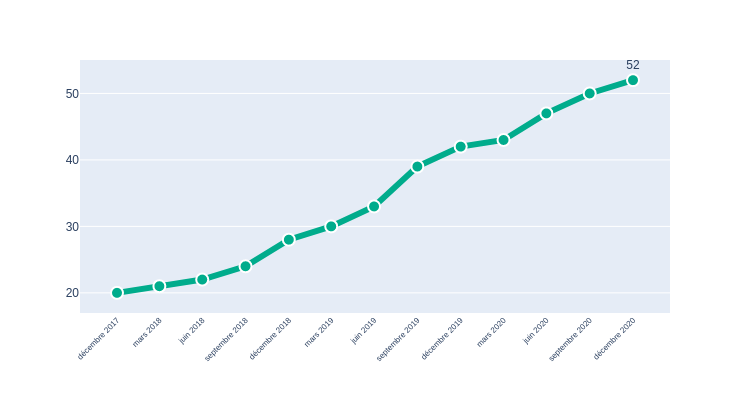 52
50
40
30
20
décembre 2017
mars 2018
juin 2018
septembre 2018
décembre 2018
mars 2019
juin 2019
septembre 2019
décembre 2019
mars 2020
juin 2020
septembre 2020
décembre 2020